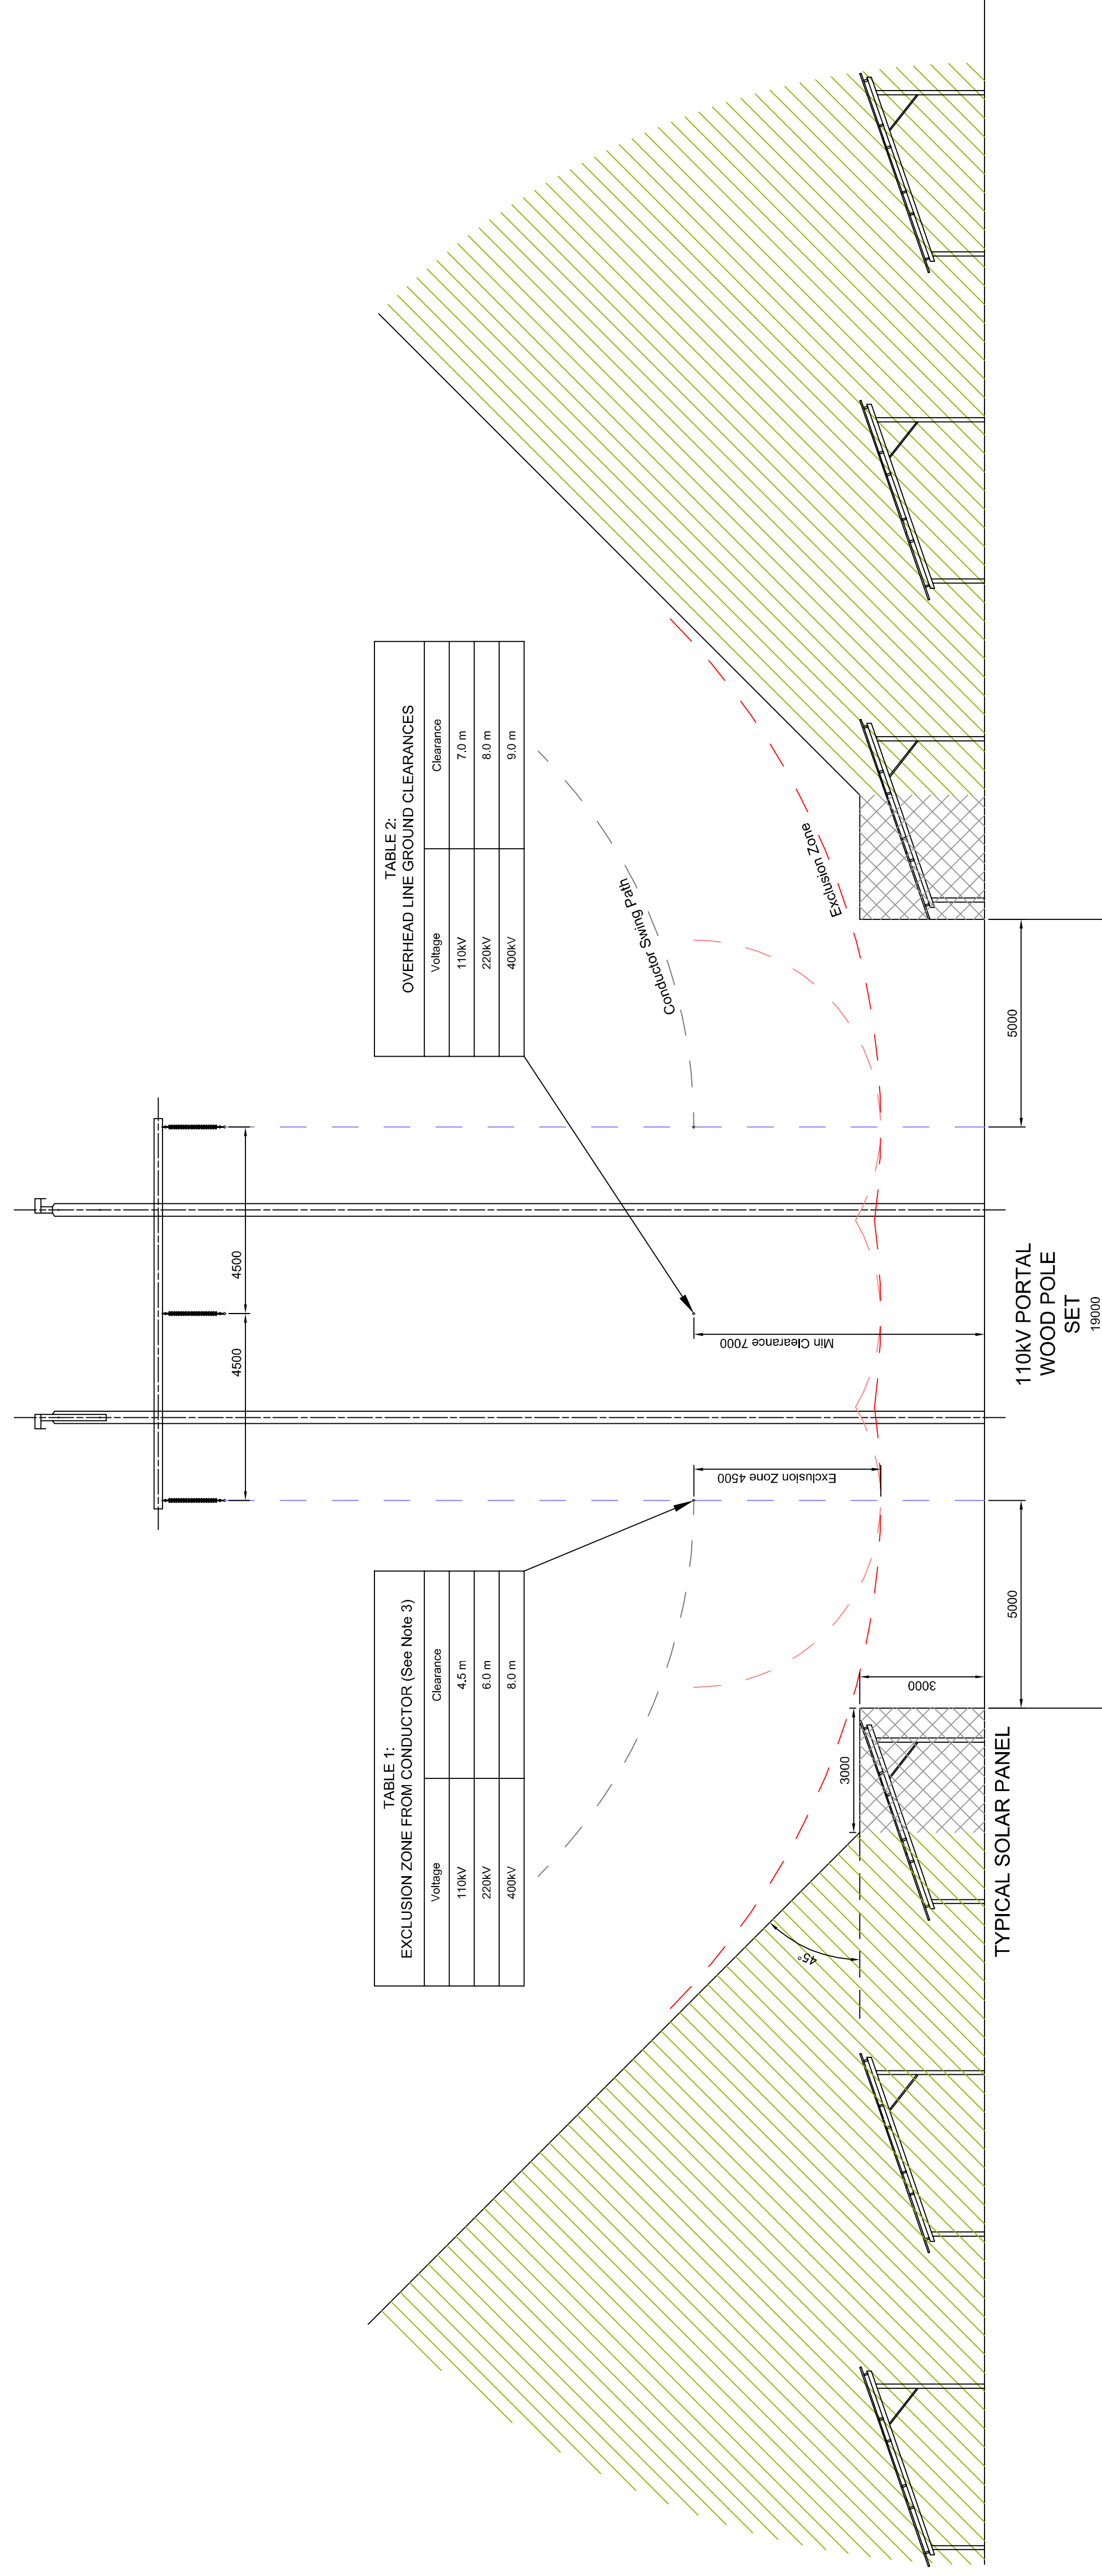 TABLE 1:
EXCLUSION ZONE FROM CONDUCTOR (See Note 3)
Voltage Clearance
110kV 4.5 m
220kV 6.0 m
400kV 8.0 m
TABLE 2:
OVERHEAD LINE GROUND CLEARANCES
Voltage Clearance
110kV 7.0 m
220kV 8.0 m
400kV 9.0 m
4500
4500
Conductor Swing Path
Exclusion Zone
Exclusion Zone 4500
Min Clearance 7000
45°
3000
3000
5000
5000
TYPICAL SOLAR PANEL
110kV PORTAL
WOOD POLE
SET
19000